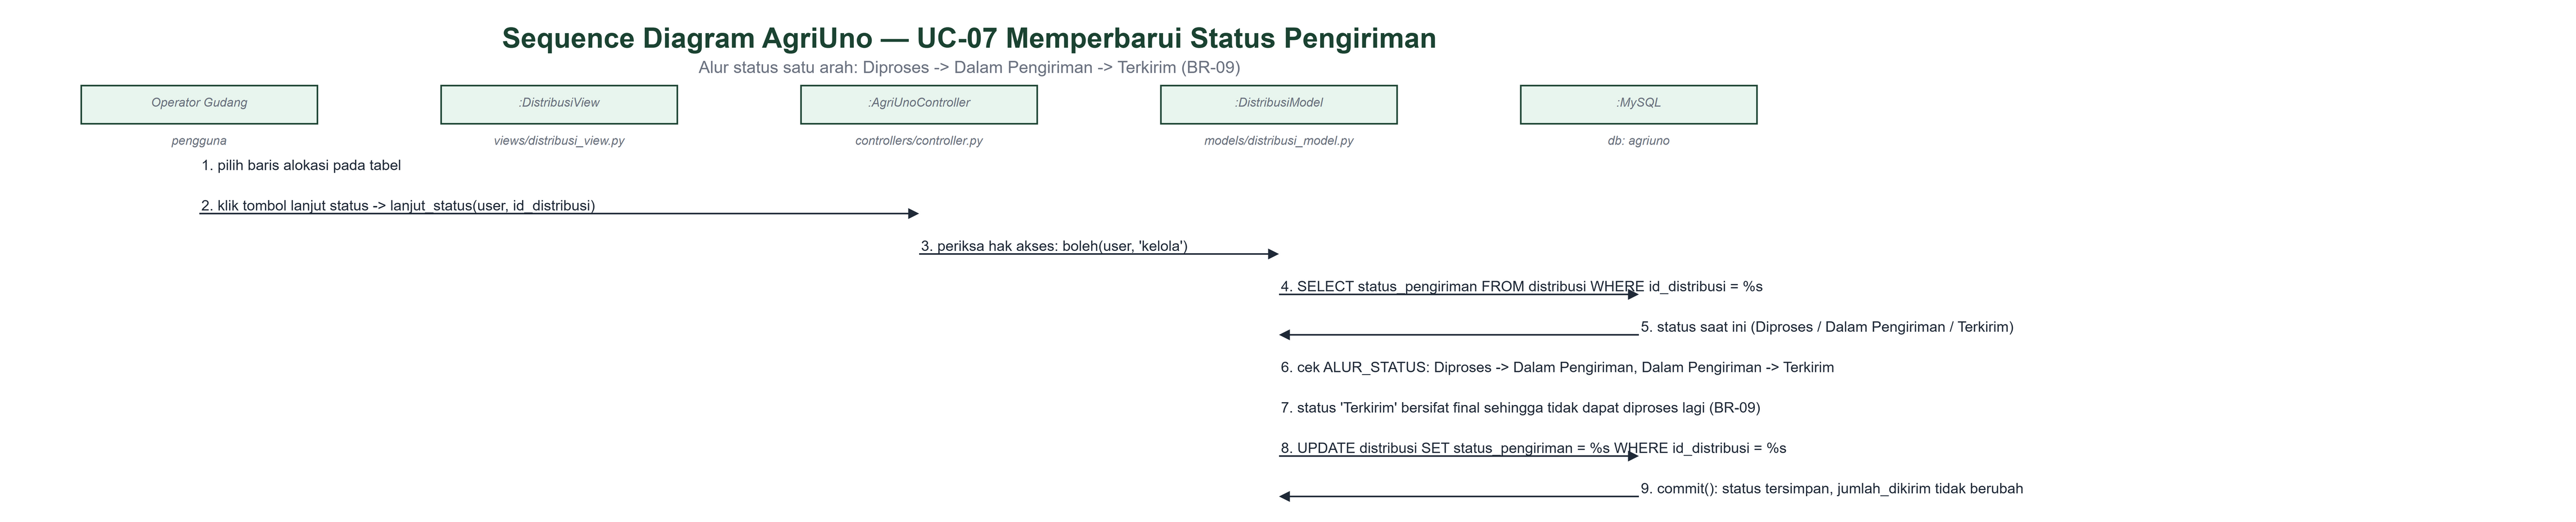 Sequence Diagram AgriUno — UC-07 Memperbarui Status Pengiriman
Alur status satu arah: Diproses -> Dalam Pengiriman -> Terkirim (BR-09)
Operator Gudang
:DistribusiView
:AgriUnoController
:DistribusiModel
:MySQL
pengguna
views/distribusi_view.py
controllers/controller.py
models/distribusi_model.py
db: agriuno
1. pilih baris alokasi pada tabel
2. klik tombol lanjut status -> lanjut_status(user, id_distribusi)
3. periksa hak akses: boleh(user, 'kelola')
4. SELECT status_pengiriman FROM distribusi WHERE id_distribusi = %s
5. status saat ini (Diproses / Dalam Pengiriman / Terkirim)
6. cek ALUR_STATUS: Diproses -> Dalam Pengiriman, Dalam Pengiriman -> Terkirim
7. status 'Terkirim' bersifat final sehingga tidak dapat diproses lagi (BR-09)
8. UPDATE distribusi SET status_pengiriman = %s WHERE id_distribusi = %s
9. commit(): status tersimpan, jumlah_dikirim tidak berubah